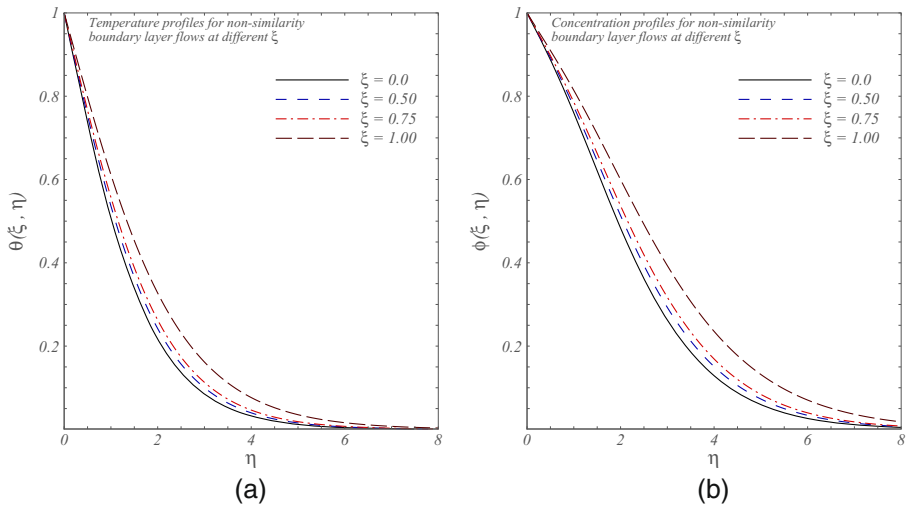 Temperature profiles for non-similarity
boundary layer flows at different ξ
ξ = 0.0
ξ = 0.50
ξ = 0.75
ξ = 1.00
θ(ξ , η)
1
0.8
0.6
0.4
0.2
0 2 4 6 8
η
(a)
Concentration profiles for non-similarity
boundary layer flows at different ξ
ξ = 0.0
ξ = 0.50
ξ = 0.75
ξ = 1.00
ϕ(ξ , η)
1
0.8
0.6
0.4
0.2
0 2 4 6 8
η
(b)